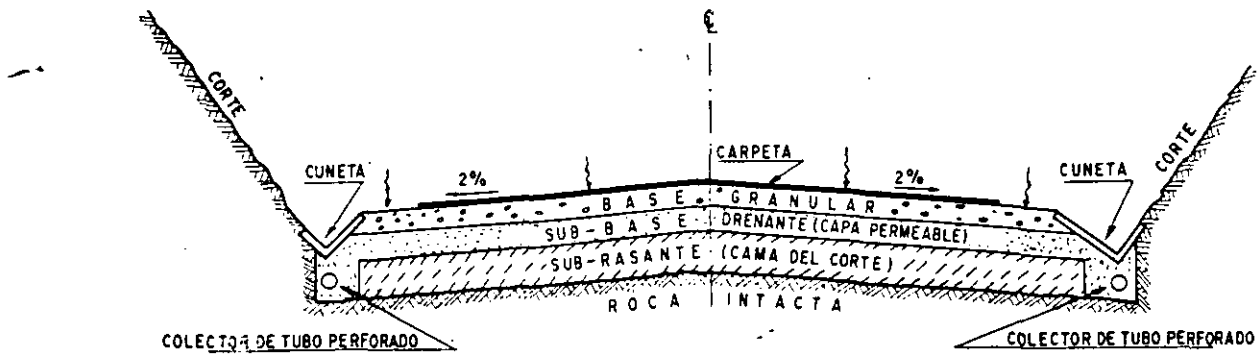 ℄
CORTE
CORTE
CUNETA
CARPETA
CUNETA
2%
2%
BASE GRANULAR
SUB-BASE DRENANTE (CAPA PERMEABLE)
SUB-RASANTE (CAMA DEL CORTE)
ROCA INTACTA
COLECTOR DE TUBO PERFORADO
COLECTOR DE TUBO PERFORADO